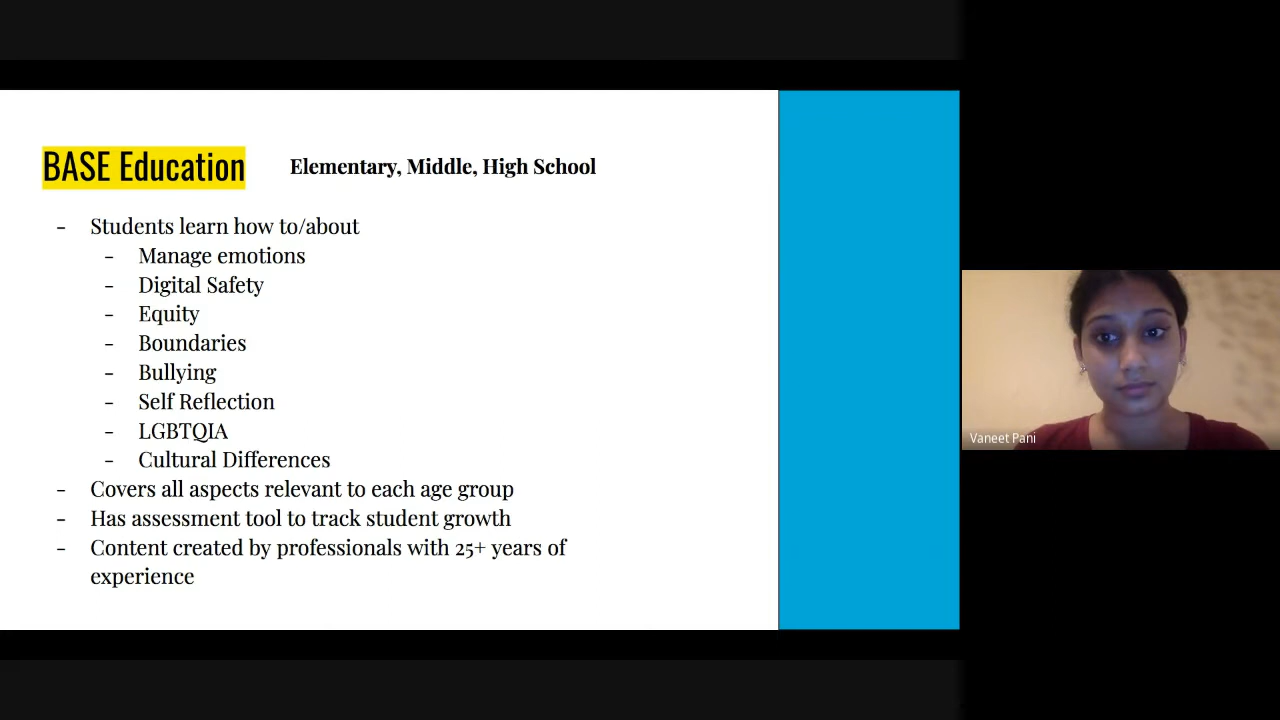 BASE Education
Elementary, Middle, High School
- Students learn how to/about
- Manage emotions
- Digital Safety
- Equity
- Boundaries
- Bullying
- Self Reflection
- LGBTQIA
- Cultural Differences
- Covers all aspects relevant to each age group
- Has assessment tool to track student growth
- Content created by professionals with 25+ years of
experience
Vaneet Pani